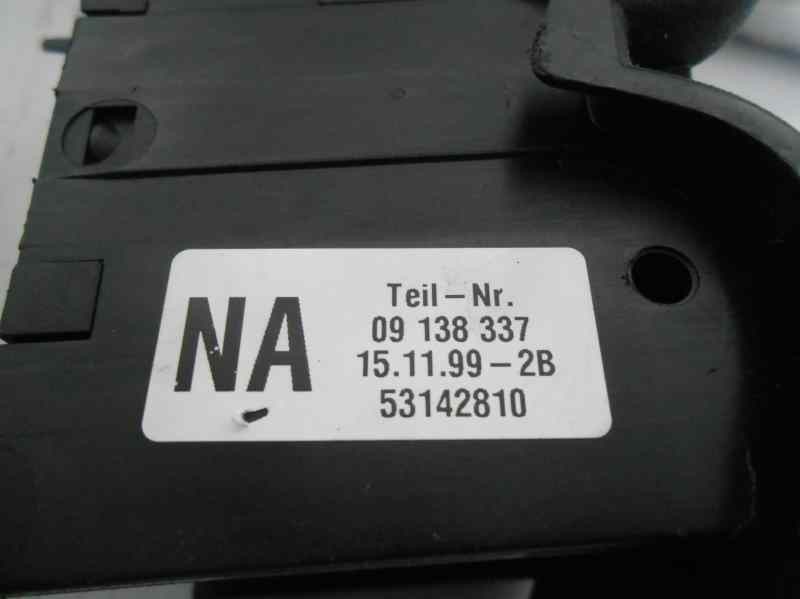 NA
Teil – Nr.
09 138 337
15.11.99 – 2B
53142810